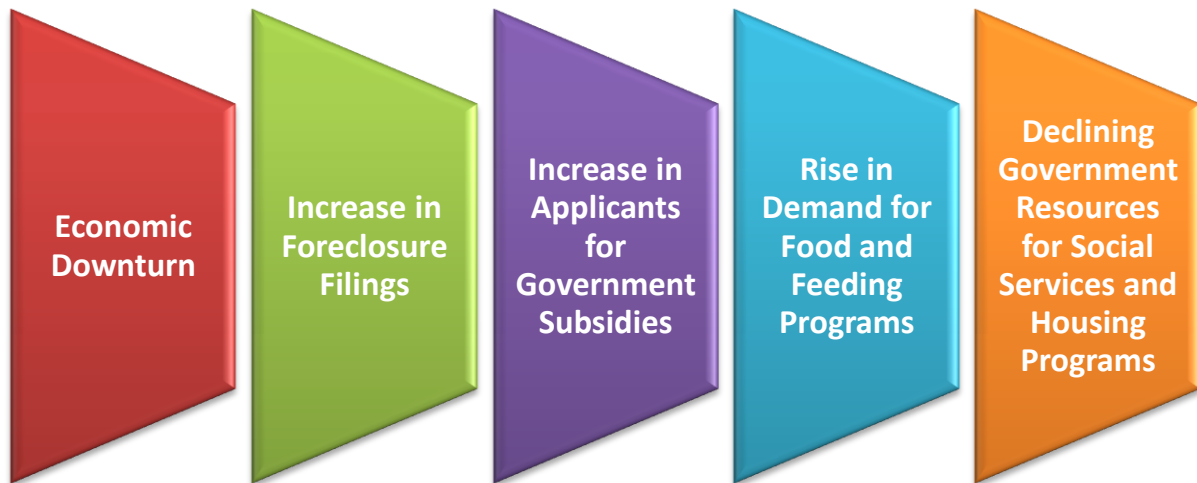 Economic
Downturn
Increase in
Foreclosure
Filings
Increase in
Applicants
for
Government
Subsidies
Rise in
Demand for
Food and
Feeding
Programs
Declining
Government
Resources
for Social
Services and
Housing
Programs